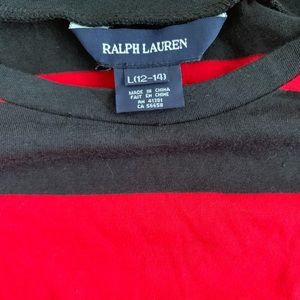 RALPH LAUREN
L(12-14)
MADE IN CHINA
FAIT EN CHINE
RN 41381
CA 56658